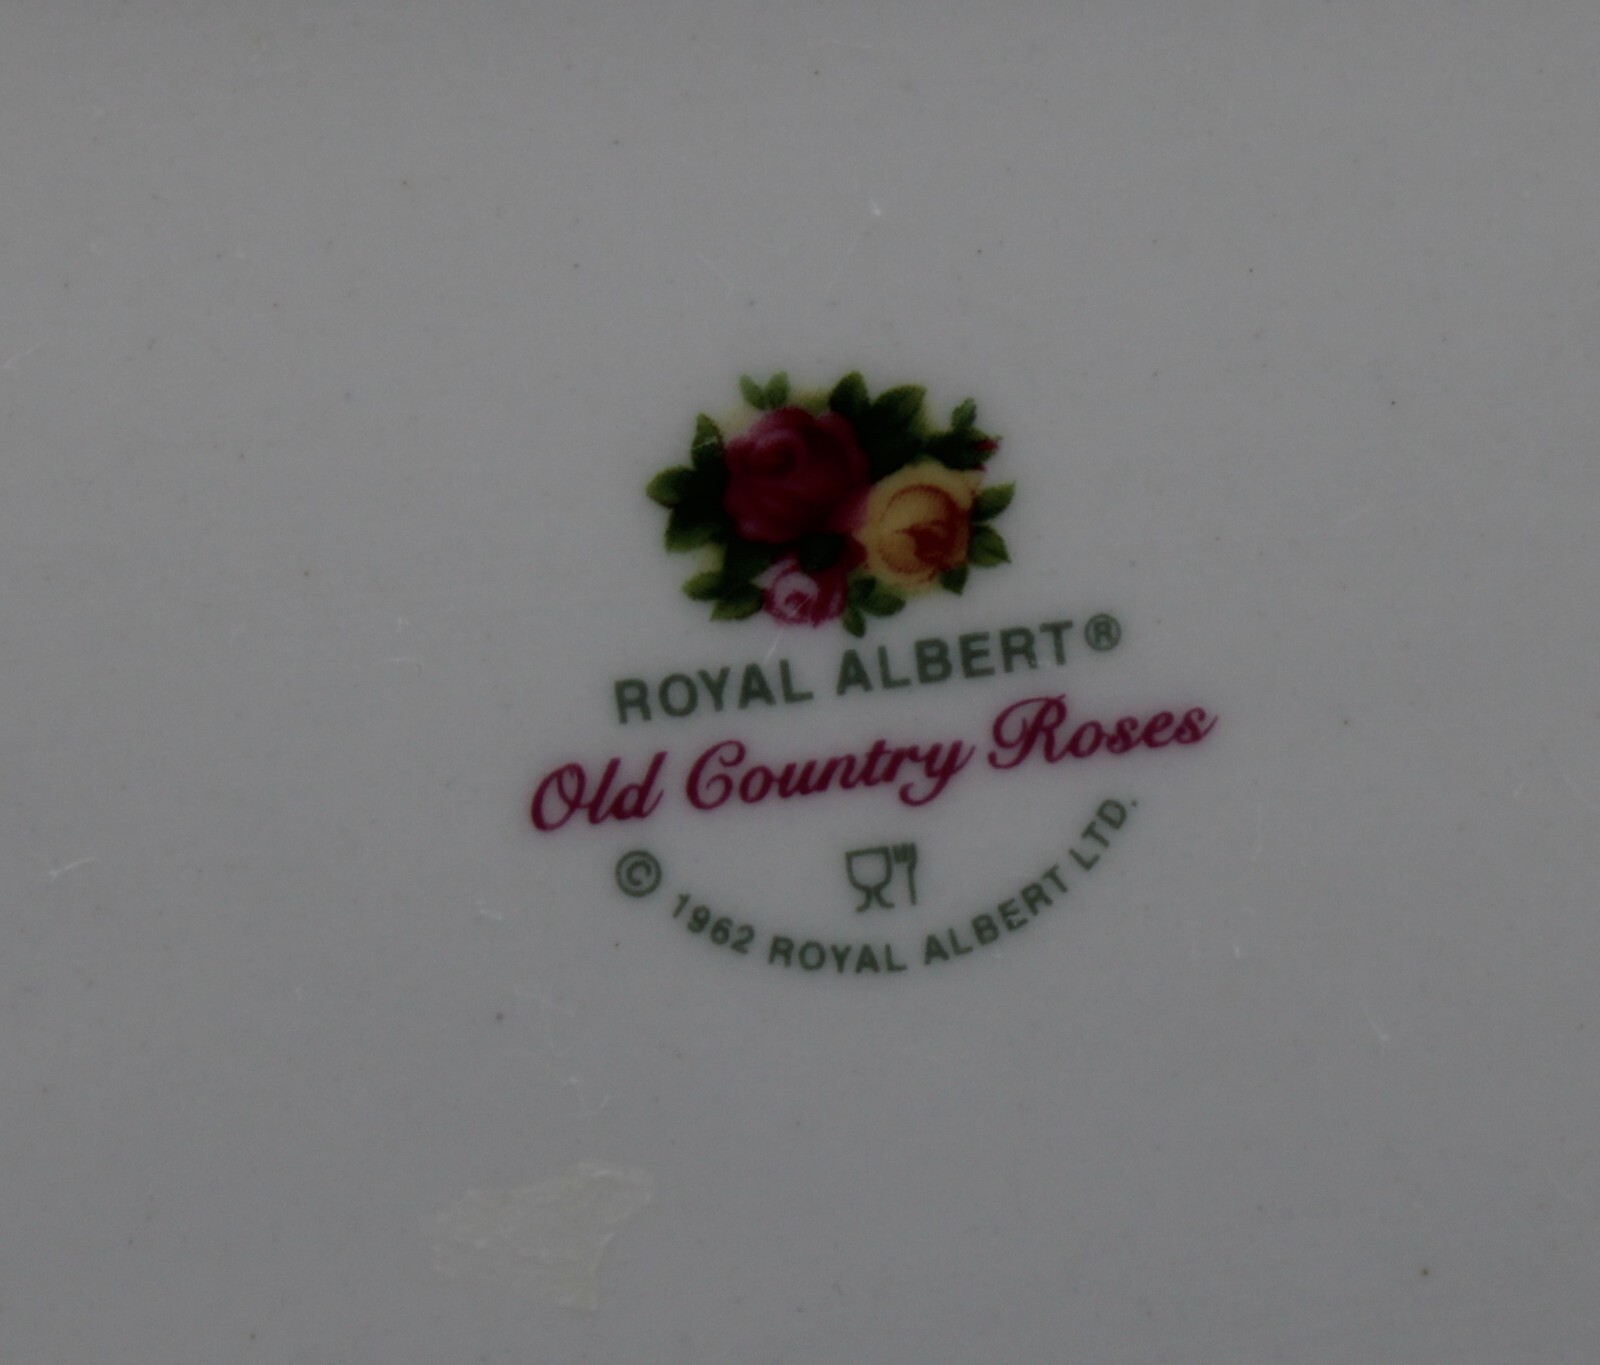 ROYAL ALBERT®
Old Country Roses
© 1962 ROYAL ALBERT LTD.